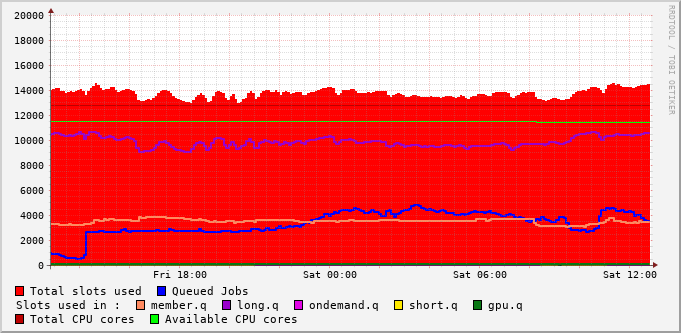 20000
18000
16000
14000
12000
10000
8000
6000
4000
2000
0
Fri 18:00 Sat 00:00 Sat 06:00 Sat 12:00
RRDTOOL / TOBI OETIKER
Total slots used Queued Jobs
Slots used in : member.q long.q ondemand.q short.q gpu.q
Total CPU cores Available CPU cores